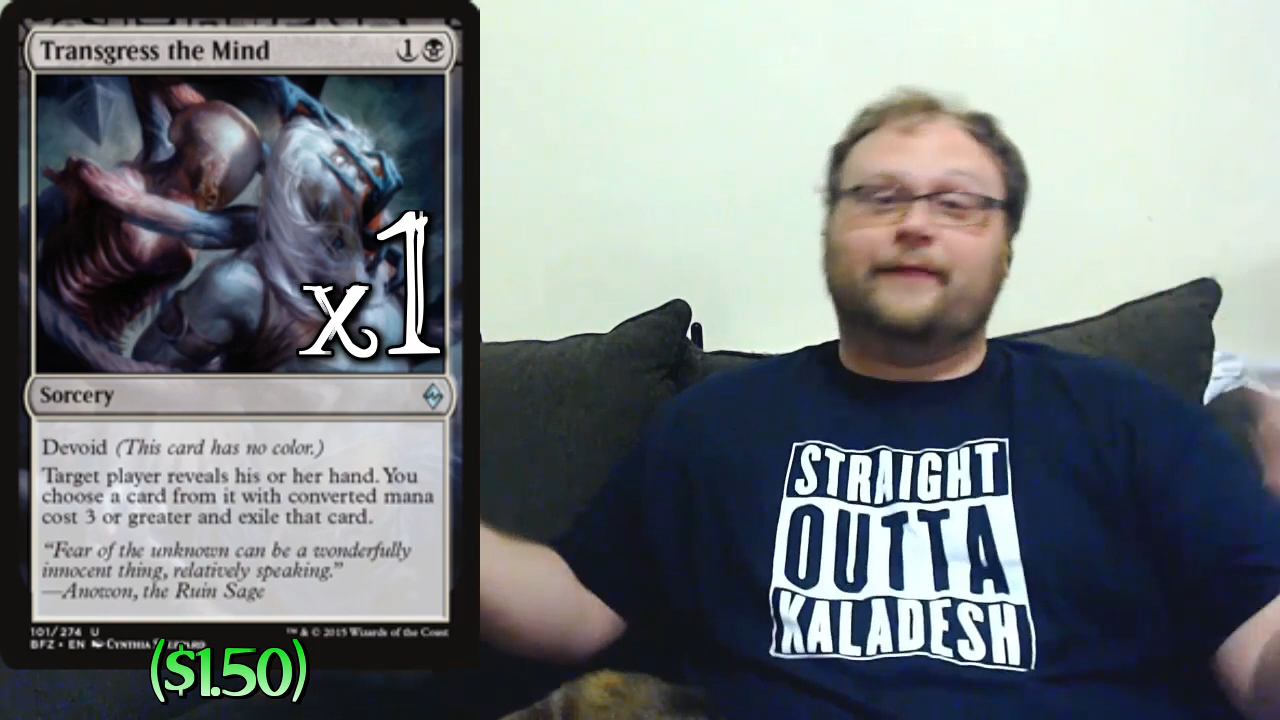 Transgress the Mind 1
x1
Sorcery
Devoid (This card has no color.)
Target player reveals his or her hand. You
choose a card from it with converted mana
cost 3 or greater and exile that card.
“Fear of the unknown can be a wonderfully
innocent thing, relatively speaking.”
—Anowon, the Ruin Sage
101/274 U
™ & © 2015 Wizards of the Coast
BFZ • EN Cynthia
($1.50)
STRAIGHT
OUTTA
KALADESH